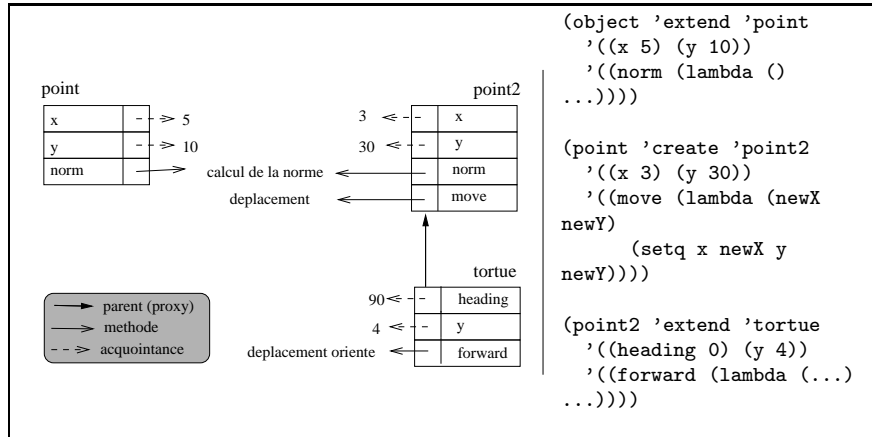 point
x
5
y
10
norm
calcul de la norme
deplacement
point2
3
x
30
y
norm
move
tortue
90
heading
4
y
deplacement oriente
forward
parent (proxy)
methode
acquointance
(object ’extend ’point
’((x 5) (y 10))
’((norm (lambda ()
...))))
(point ’create ’point2
’((x 3) (y 30))
’((move (lambda (newX
newY)
(setq x newX y
newY))))
(point2 ’extend ’tortue
’((heading 0) (y 4))
’((forward (lambda (...)
...))))